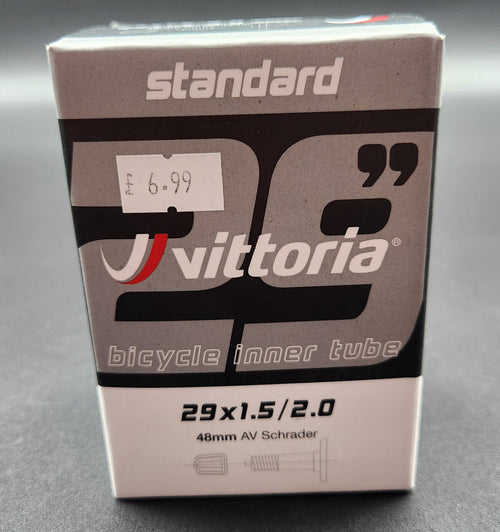 standard
29”
£ 6.99
vittoria®
bicycle inner tube
29x1.5/2.0
48mm AV Schrader